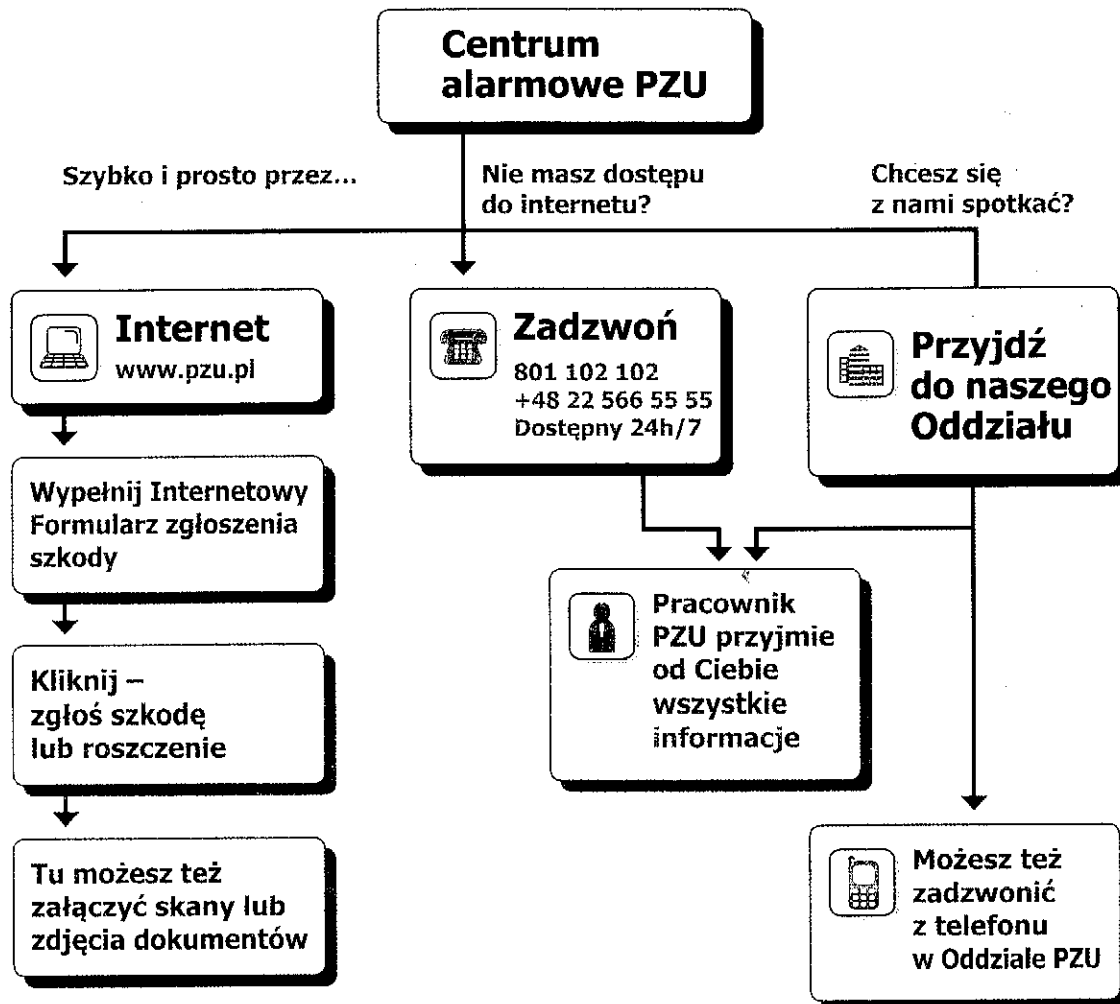 Centrum
alarmowe PZU
Szybko i prosto przez...
Nie masz dostępu
do internetu?
Chcesz się
z nami spotkać?
Internet
www.pzu.pl
Zadzwoń
801 102 102
+48 22 566 55 55
Dostępny 24h/7
Przyjdź
do naszego
Oddziału
Wypełnij Internetowy
Formularz zgłoszenia
szkody
Kliknij –
zgłoś szkodę
lub roszczenie
Tu możesz też
załączyć skany lub
zdjęcia dokumentów
Pracownik
PZU przyjmie
od Ciebie
wszystkie
informacje
Możesz też
zadzwonić
z telefonu
w Oddziale PZU